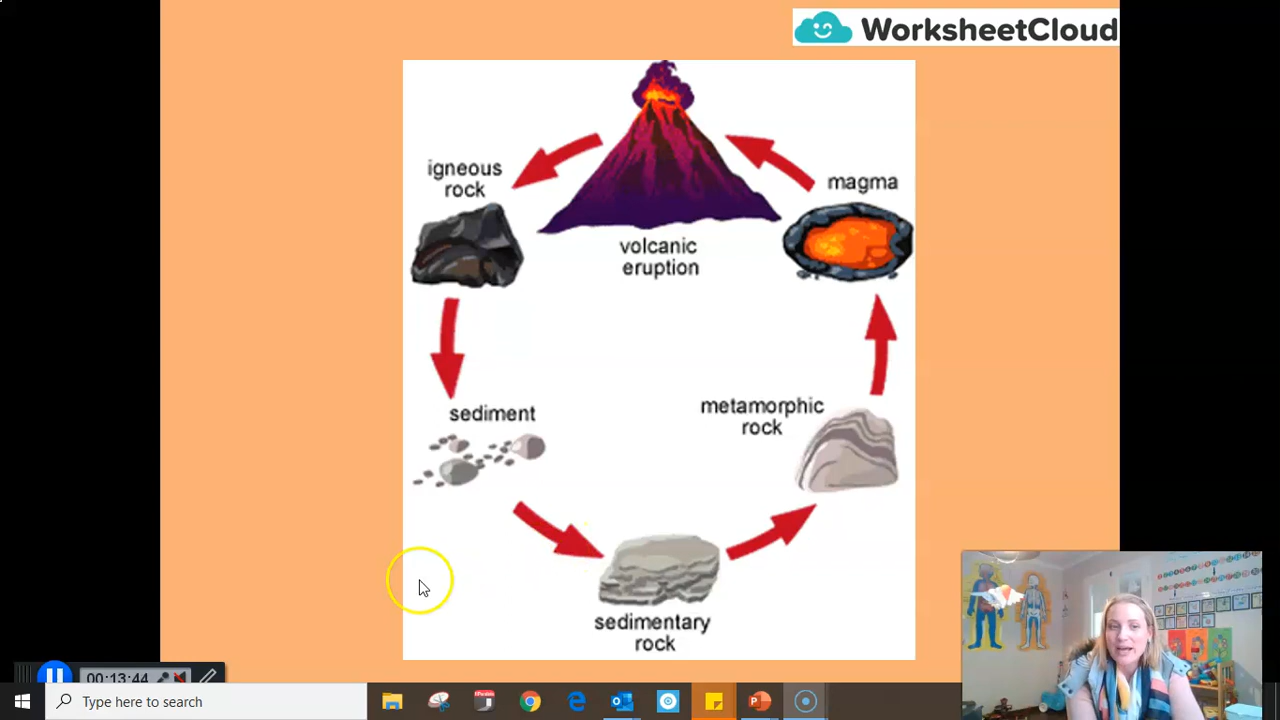 WorksheetCloud
igneous
rock
magma
volcanic
eruption
sediment
metamorphic
rock
sedimentary
rock
00:13:44
Type here to search